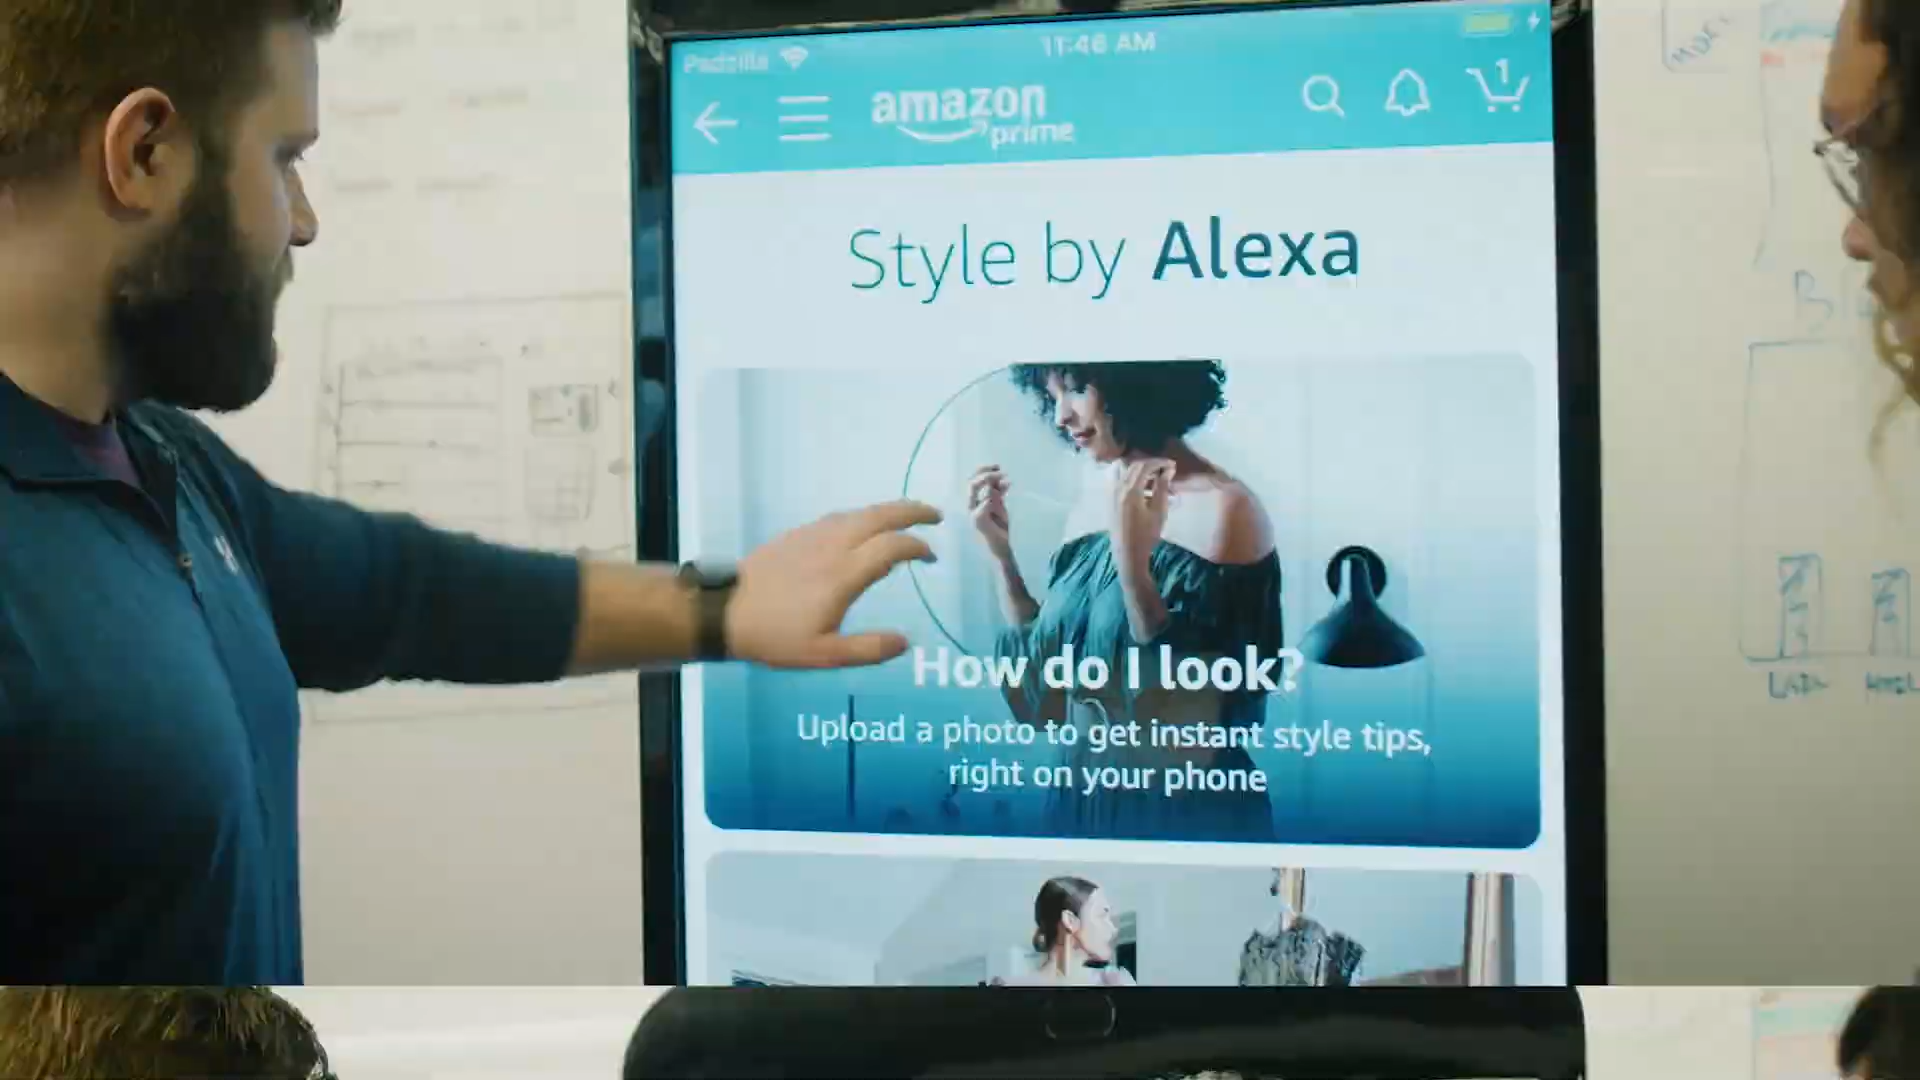 Padzilla
11:46 AM
1
amazon
prime
Style by Alexa
How do I look?
Upload a photo to get instant style tips,
right on your phone